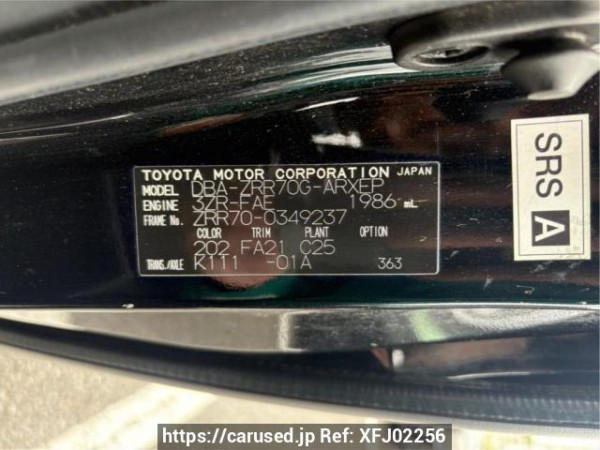 TOYOTA MOTOR CORPORATION JAPAN
MODEL DBA-ZRR70G-ARXEP
ENGINE 3ZR-FAE 1986 mL
FRAME No. ZRR70-0349237
COLOR TRIM PLANT OPTION
202 FA21 C25
TRANS./AXLE K111 -01A 363
SRS A
https://carused.jp Ref: XFJ02256